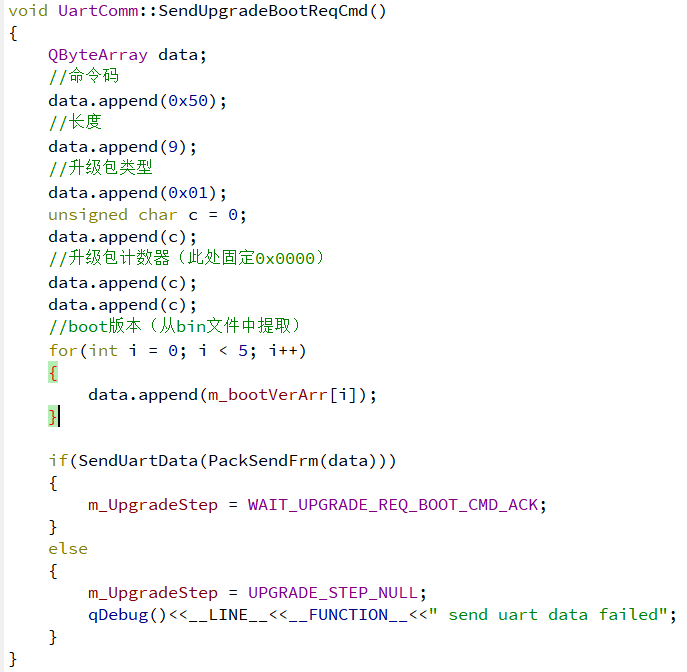 void UartComm::SendUpgradeBootReqCmd()
{
    QByteArray data;
    //命令码
    data.append(0x50);
    //长度
    data.append(9);
    //升级包类型
    data.append(0x01);
    unsigned char c = 0;
    data.append(c);
    //升级包计数器（此处固定0x0000）
    data.append(c);
    data.append(c);
    //boot版本（从bin文件中提取）
    for(int i = 0; i < 5; i++)
    {
        data.append(m_bootVerArr[i]);
    }

    if(SendUartData(PackSendFrm(data)))
    {
        m_UpgradeStep = WAIT_UPGRADE_REQ_BOOT_CMD_ACK;
    }
    else
    {
        m_UpgradeStep = UPGRADE_STEP_NULL;
        qDebug()<<__LINE__<<__FUNCTION__<<" send uart data failed";
    }
}